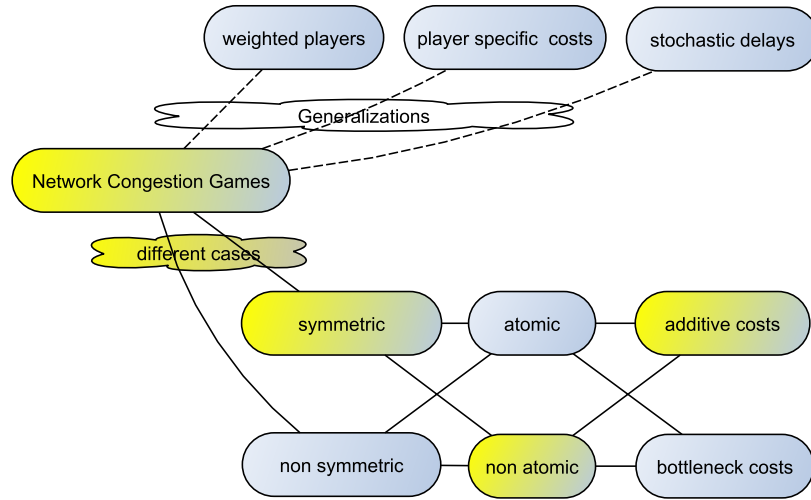 weighted players
player specific costs
stochastic delays
Generalizations
Network Congestion Games
different cases
symmetric
atomic
additive costs
non symmetric
non atomic
bottleneck costs